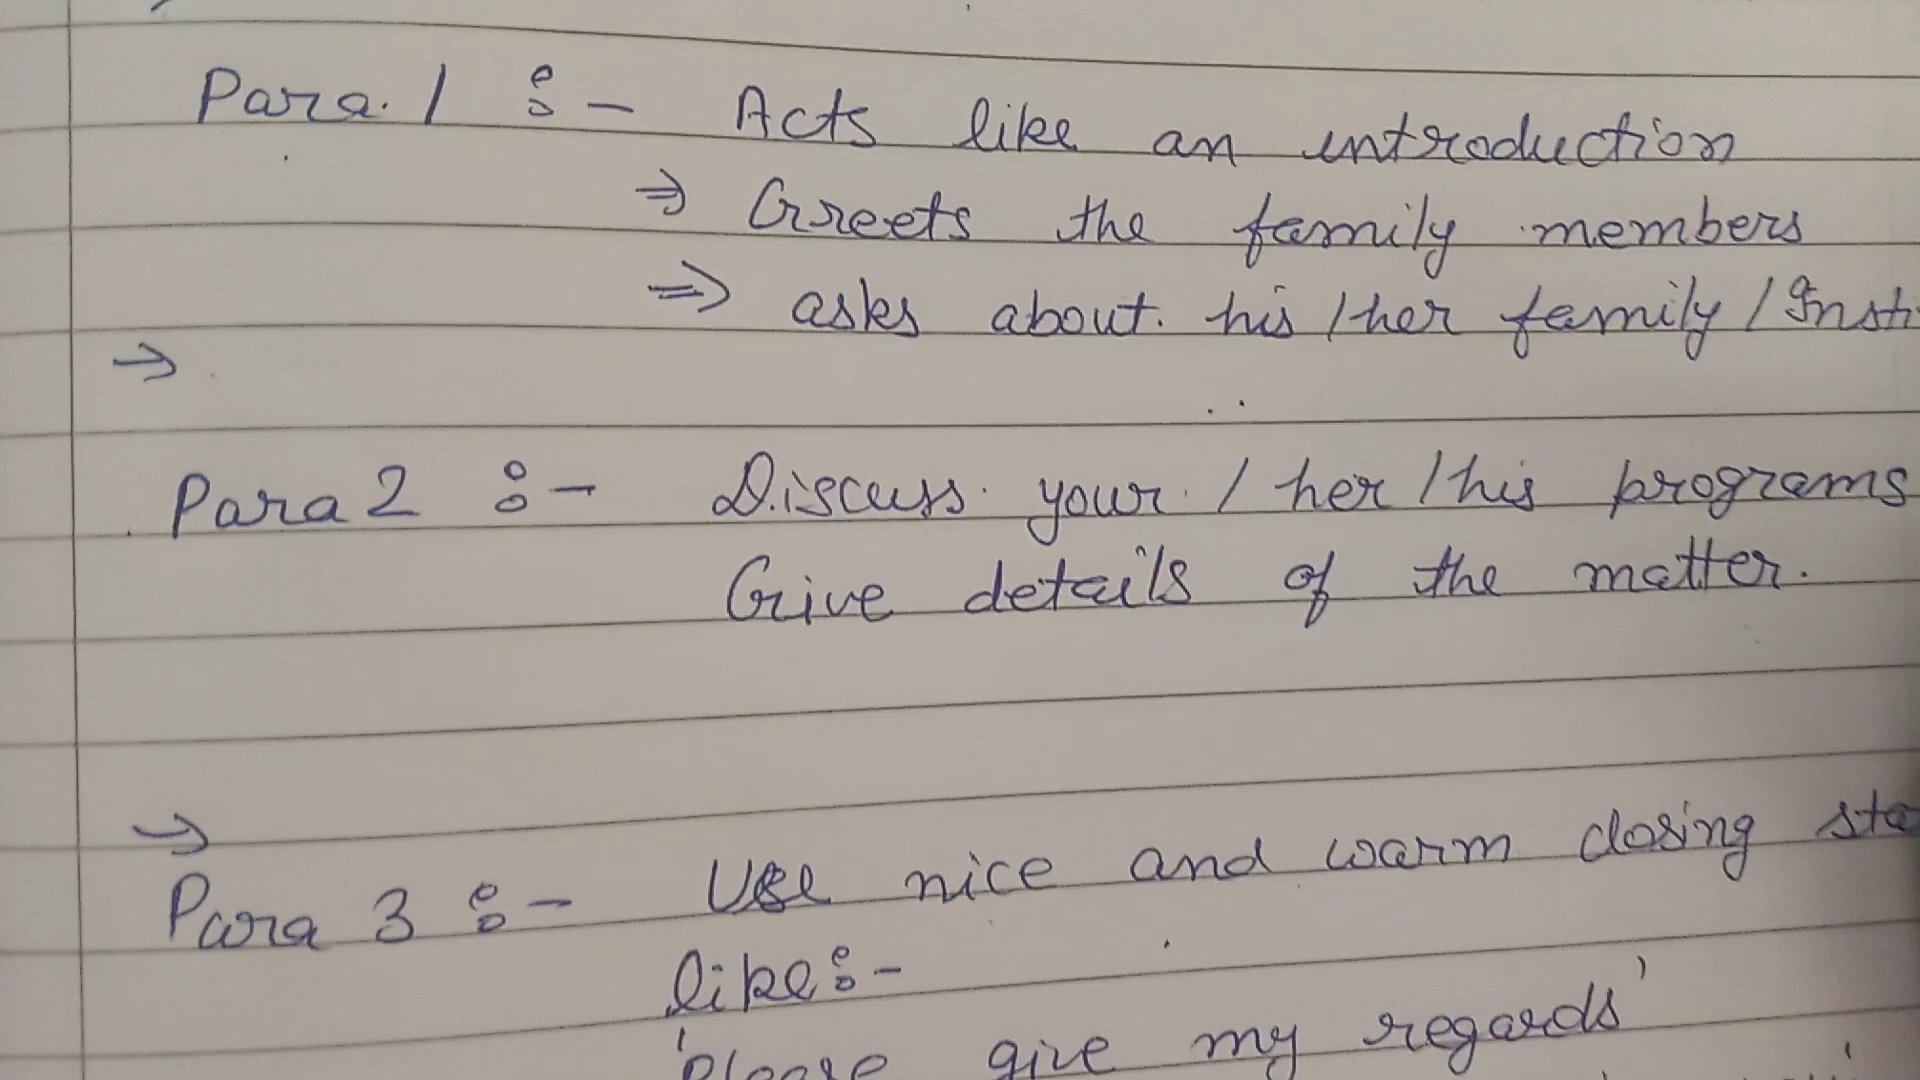 Para. 1 :- Acts like an introduction
⇒ Greets the family members
⇒ asks about his / her family /
→
Para 2 :- Discuss your / her / his programs
Give details of the matter.
→
Para 3 :- Use nice and warm closing
like:-
'please give my regards'